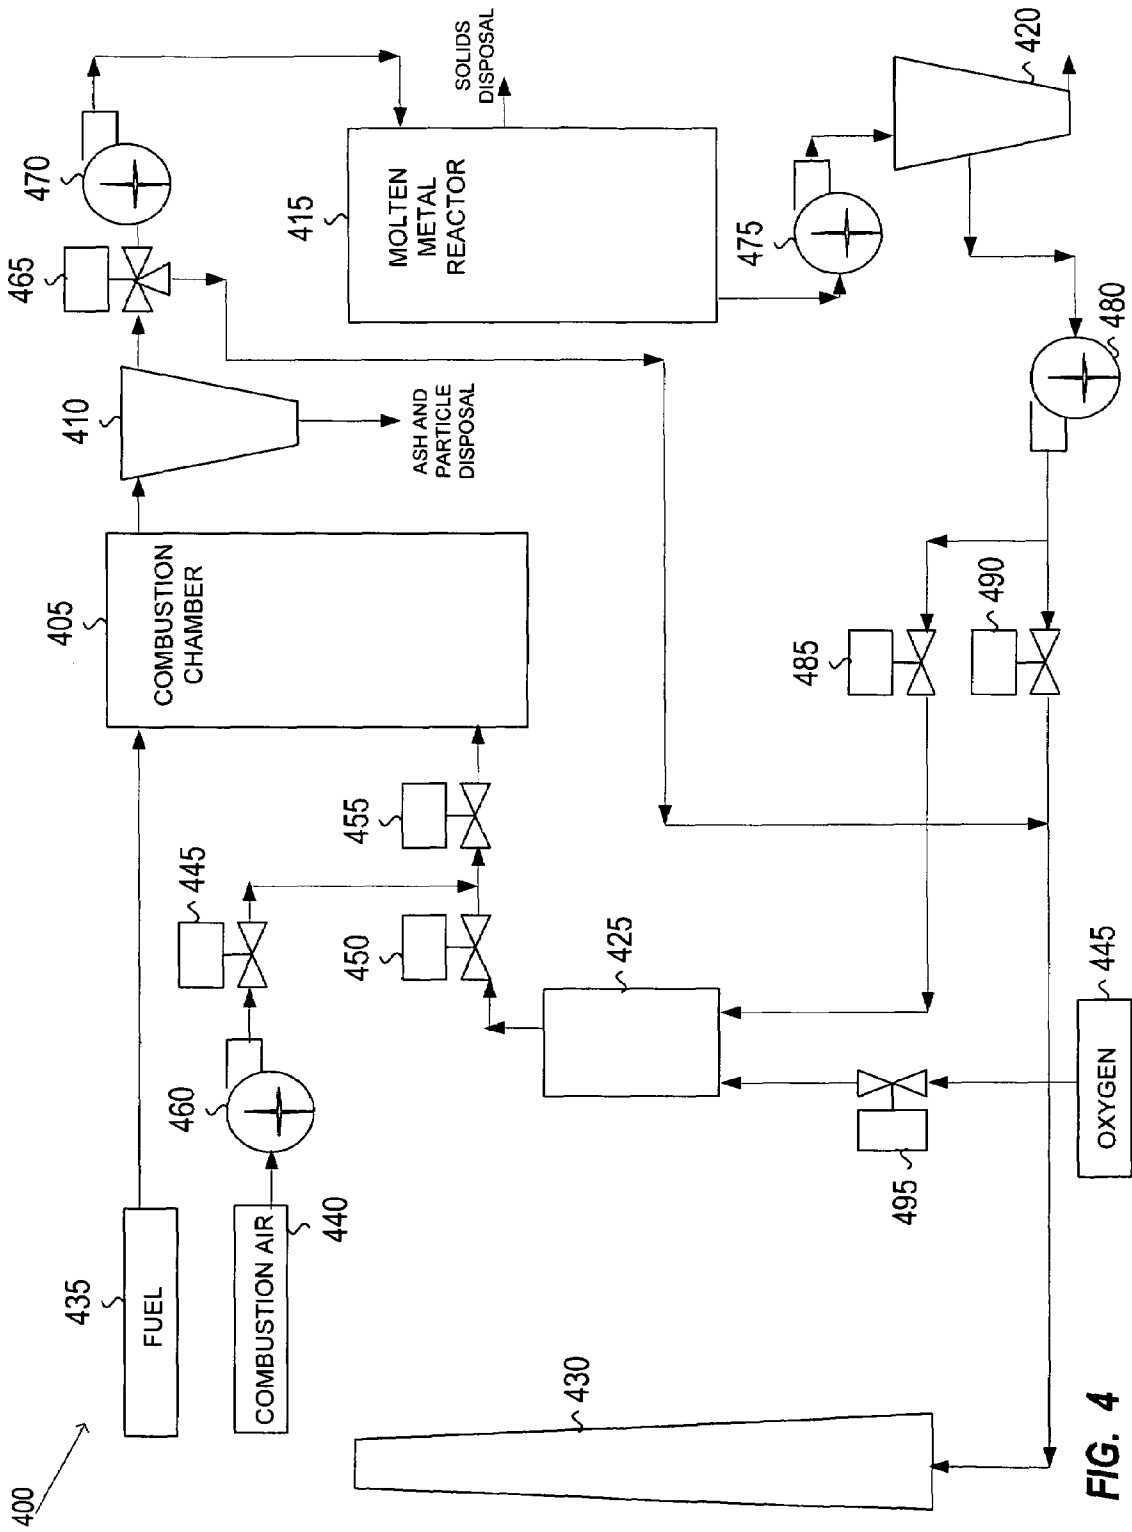 400
435
FUEL
COMBUSTION AIR
440
460
445
405
COMBUSTION
CHAMBER
410
ASH AND
PARTICLE
DISPOSAL
465
470
415
MOLTEN
METAL
REACTOR
SOLIDS
DISPOSAL
430
450
455
425
475
420
480
485
490
495
OXYGEN
445
FIG. 4